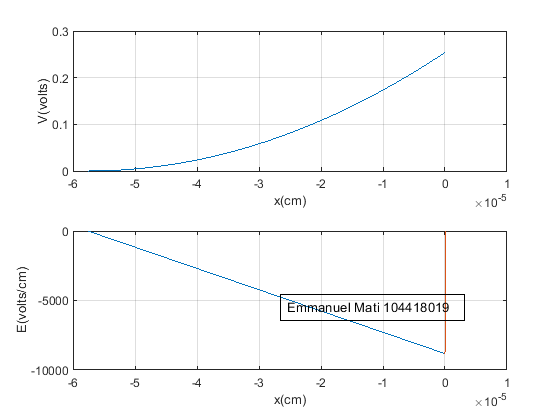 0.3
0.2
0.1
0
V(volts)
-6 -5 -4 -3 -2 -1 0 1
x(cm)
×10-5
0
-5000
-10000
E(volts/cm)
Emmanuel Mati 104418019
-6 -5 -4 -3 -2 -1 0 1
x(cm)
×10-5